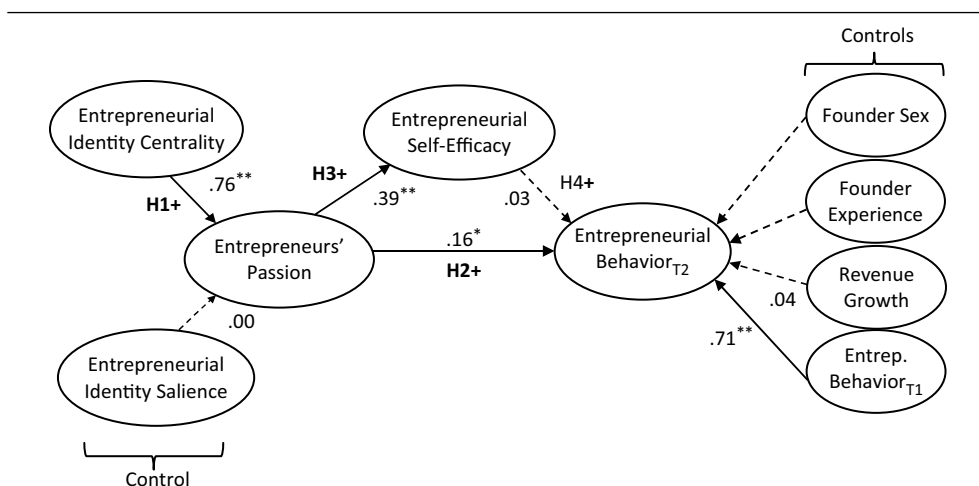 Controls
Entrepreneurial
Identity Centrality
Entrepreneurial
Self-Efficacy
Founder Sex
.76**
H1+
H3+
.39**
H4+
.03
Founder
Experience
Entrepreneurs'
Passion
.16*
H2+
Entrepreneurial
BehaviorT2
Revenue
Growth
.04
.00
.71**
Entrepreneurial
Identity Salience
Entrep.
BehaviorT1
Control